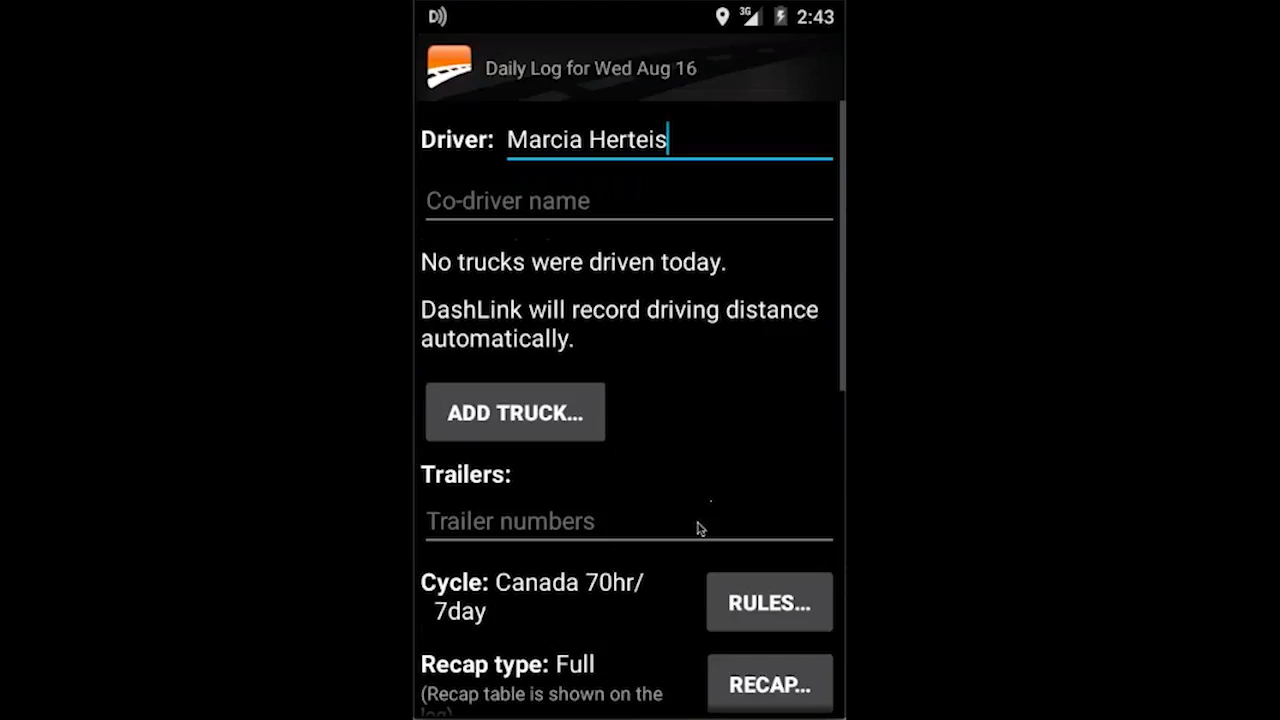 D))
3G 2:43
Daily Log for Wed Aug 16
Driver: Marcia Herteis
Co-driver name
No trucks were driven today.
DashLink will record driving distance
automatically.
ADD TRUCK...
Trailers:
Trailer numbers
Cycle: Canada 70hr/
7day
RULES...
Recap type: Full
(Recap table is shown on the
log)
RECAP...